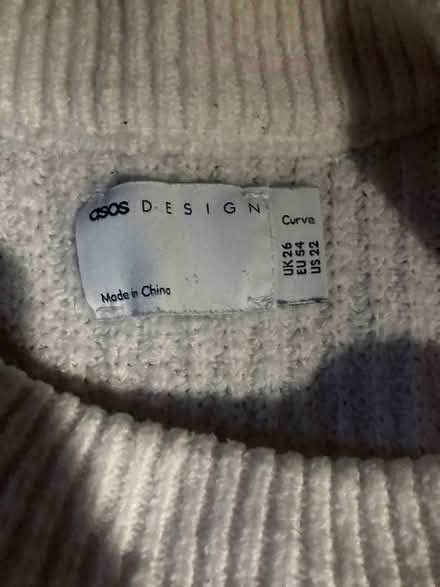 asos DESIGN
Made in China
Curve
UK 26
EU 54
US 22